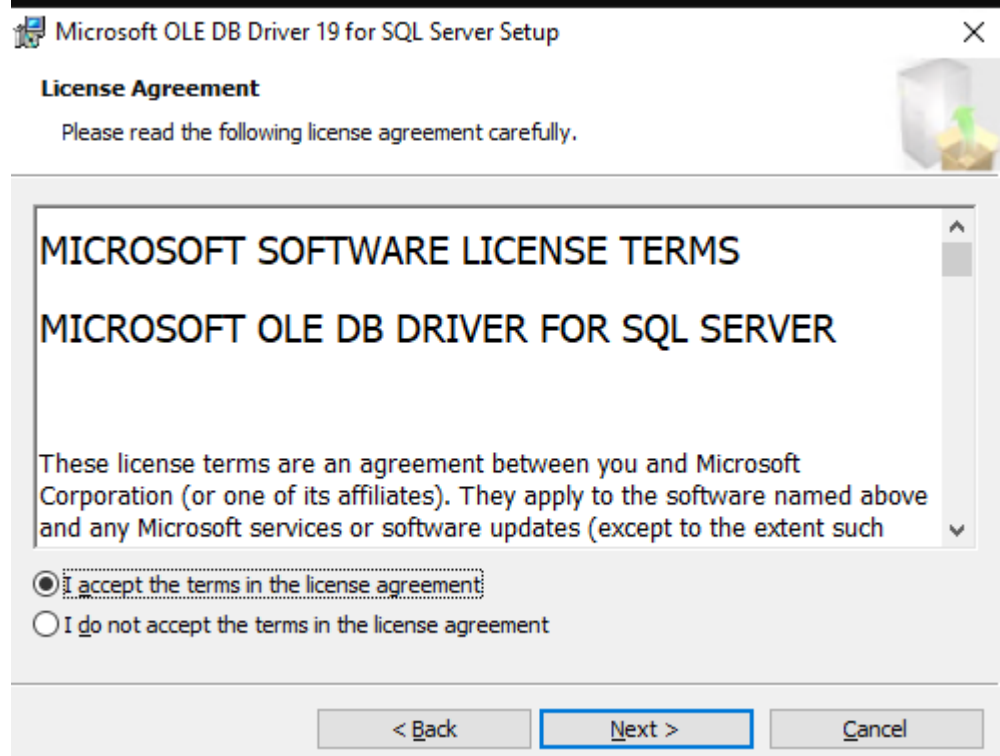 Microsoft OLE DB Driver 19 for SQL Server Setup
License Agreement
Please read the following license agreement carefully.
MICROSOFT SOFTWARE LICENSE TERMS
MICROSOFT OLE DB DRIVER FOR SQL SERVER
These license terms are an agreement between you and Microsoft
Corporation (or one of its affiliates). They apply to the software named above
and any Microsoft services or software updates (except to the extent such
I accept the terms in the license agreement
I do not accept the terms in the license agreement
< Back Next > Cancel